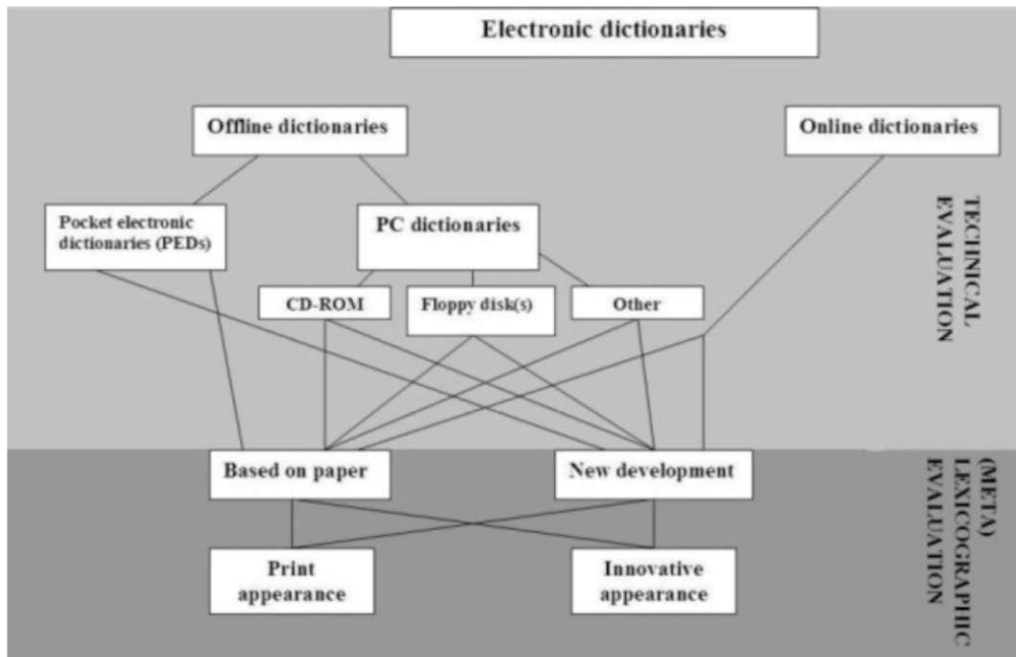 Electronic dictionaries
Offline dictionaries
Online dictionaries
Pocket electronic
dictionaries (PEDs)
PC dictionaries
CD-ROM
Floppy disk(s)
Other
TECHNICAL
EVALUATION
Based on paper
New development
Print
appearance
Innovative
appearance
(META)
LEXICOGRAPHIC
EVALUATION